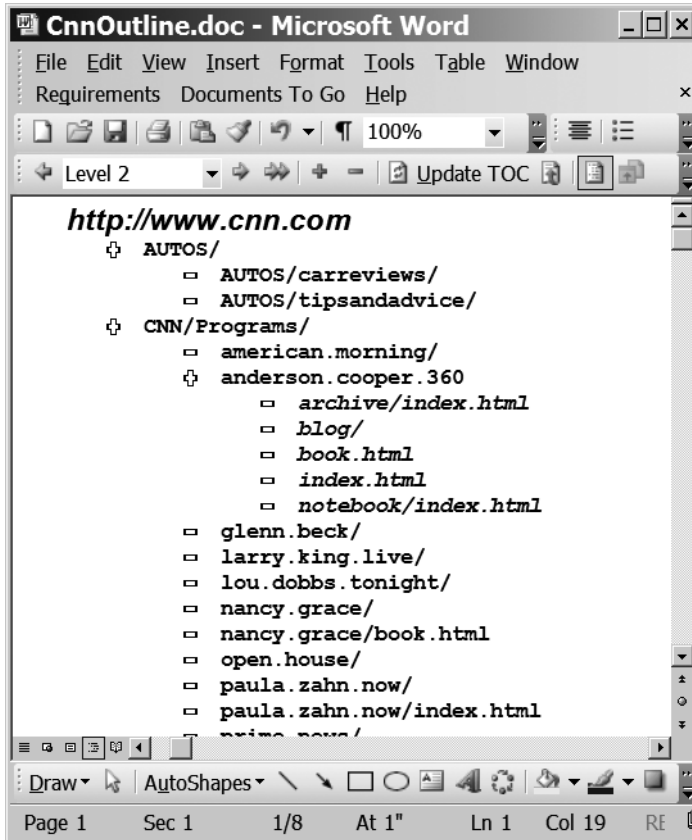 CnnOutline.doc - Microsoft Word
File Edit View Insert Format Tools Table Window
Requirements Documents To Go Help
100%
Level 2 Update TOC
http://www.cnn.com
AUTOS/
AUTOS/carreviews/
AUTOS/tipsandadvice/
CNN/Programs/
american.morning/
anderson.cooper.360
archive/index.html
blog/
book.html
index.html
notebook/index.html
glenn.beck/
larry.king.live/
lou.dobbs.tonight/
nancy.grace/
nancy.grace/book.html
open.house/
paula.zahn.now/
paula.zahn.now/index.html
prime.news/
Draw AutoShapes
Page 1 Sec 1 1/8 At 1" Ln 1 Col 19